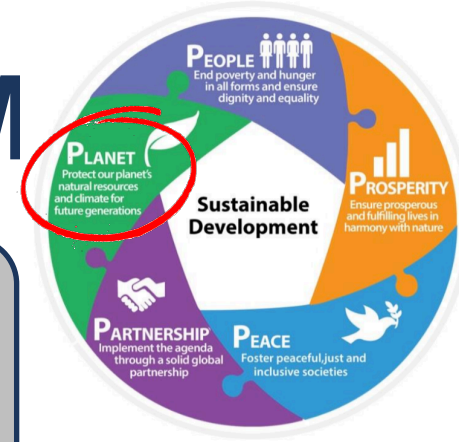 M
PEOPLE
End poverty and hunger
in all forms and ensure
dignity and equality
PLANET
Protect our planet's
natural resources
and climate for
future generations
PROSPERITY
Ensure prosperous
and fulfilling lives in
harmony with nature
Sustainable
Development
PARTNERSHIP
Implement the agenda
through a solid global
partnership
PEACE
Foster peaceful,just and
inclusive societies